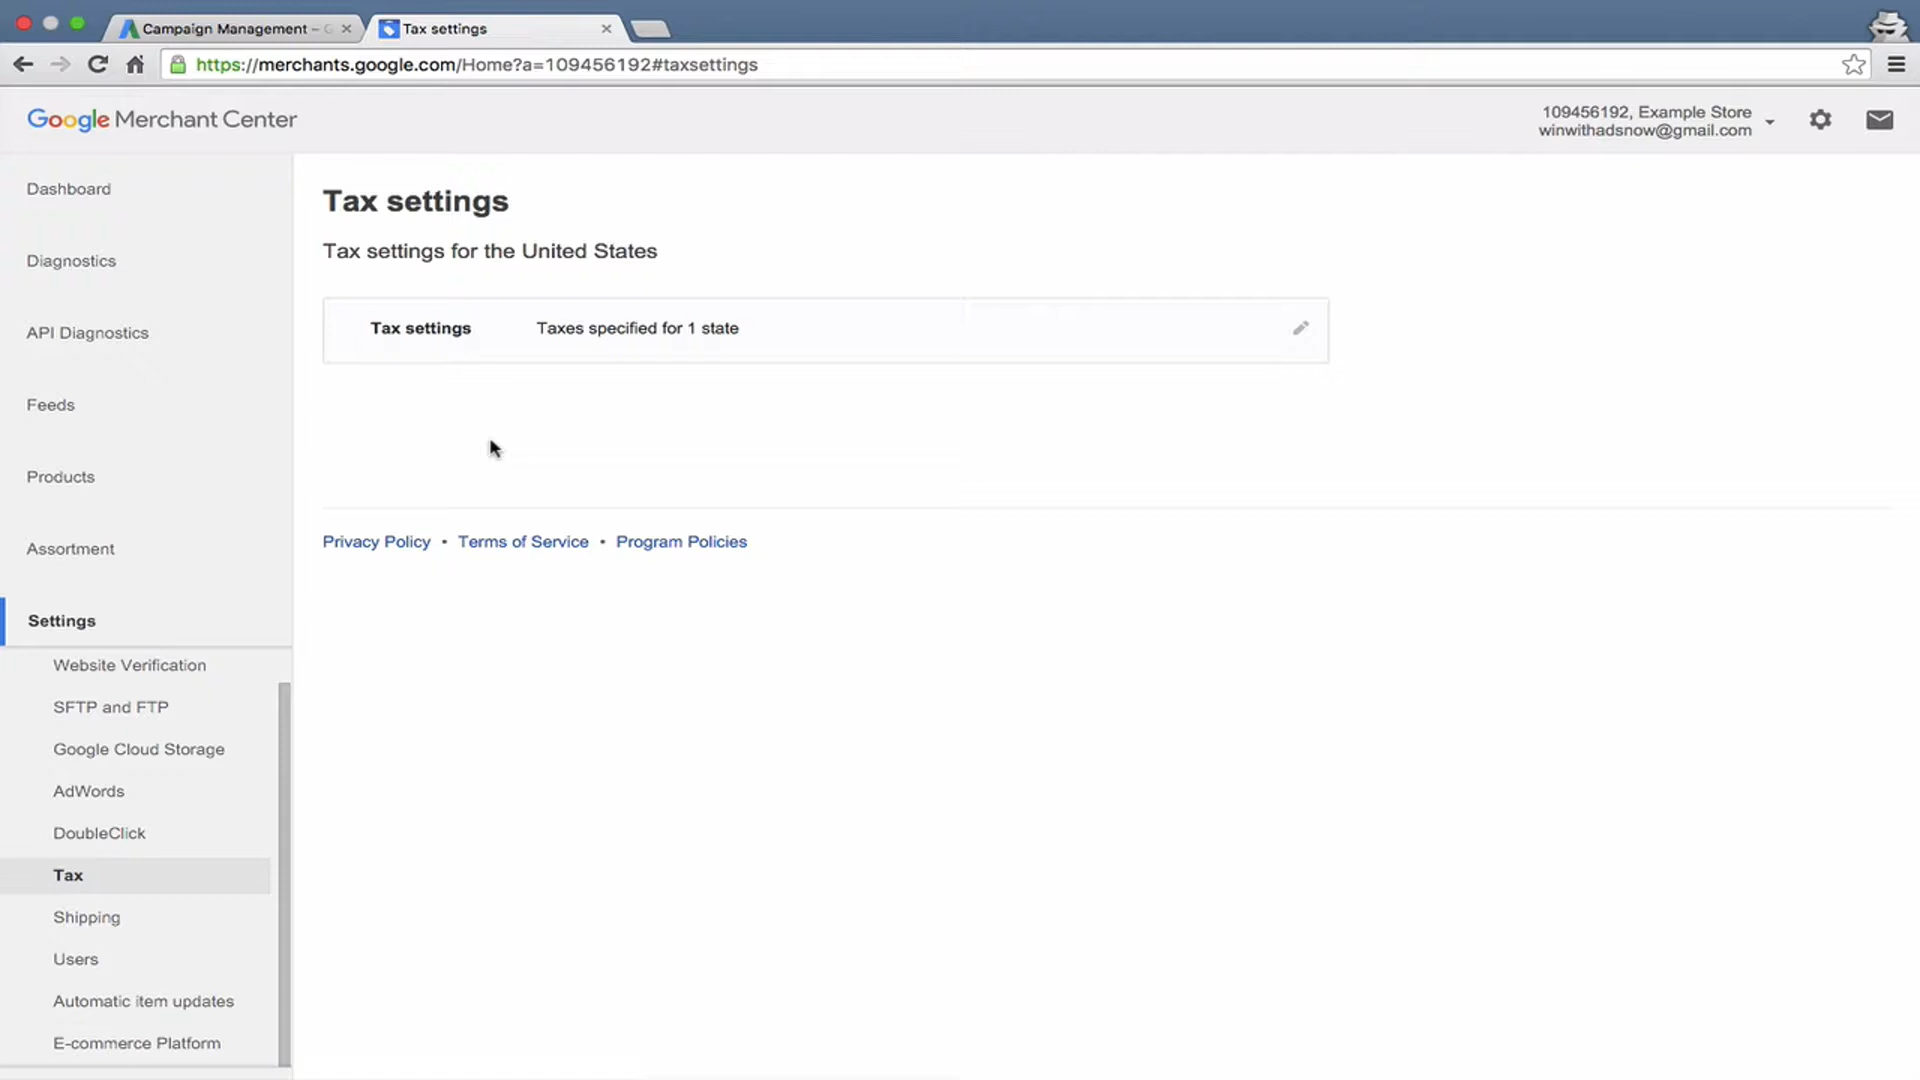 Campaign Management –
Tax settings
https://merchants.google.com/Home?a=109456192#taxsettings
Google Merchant Center
109456192, Example Store
winwithadsnow@gmail.com
Dashboard
Diagnostics
API Diagnostics
Feeds
Products
Assortment
Settings
Website Verification
SFTP and FTP
Google Cloud Storage
AdWords
DoubleClick
Tax
Shipping
Users
Automatic item updates
E-commerce Platform
Tax settings
Tax settings for the United States
Tax settings Taxes specified for 1 state
Privacy Policy • Terms of Service • Program Policies